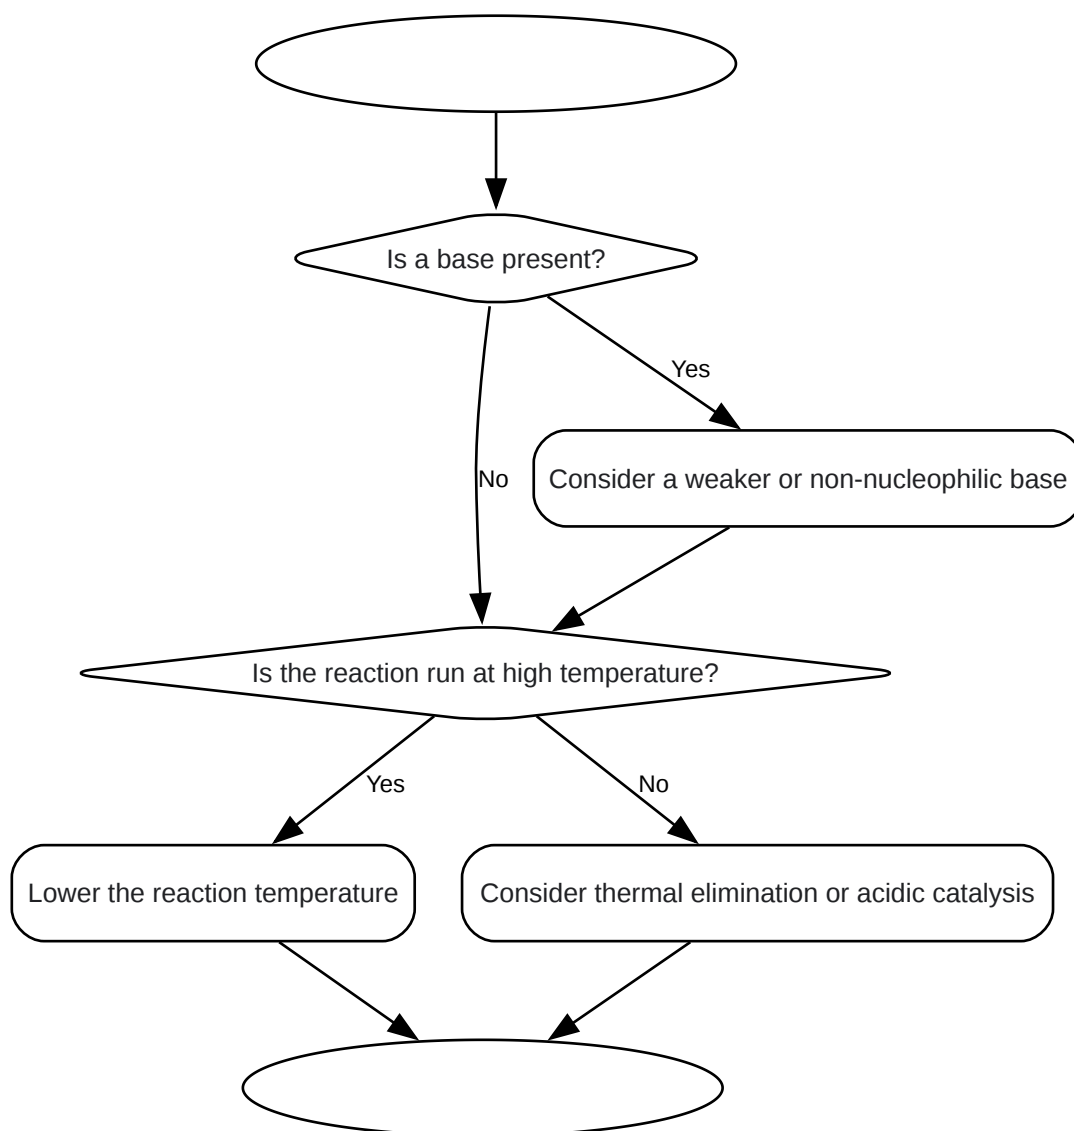 Is a base present?
Yes
No
Consider a weaker or non-nucleophilic base
Is the reaction run at high temperature?
Yes
No
Lower the reaction temperature
Consider thermal elimination or acidic catalysis